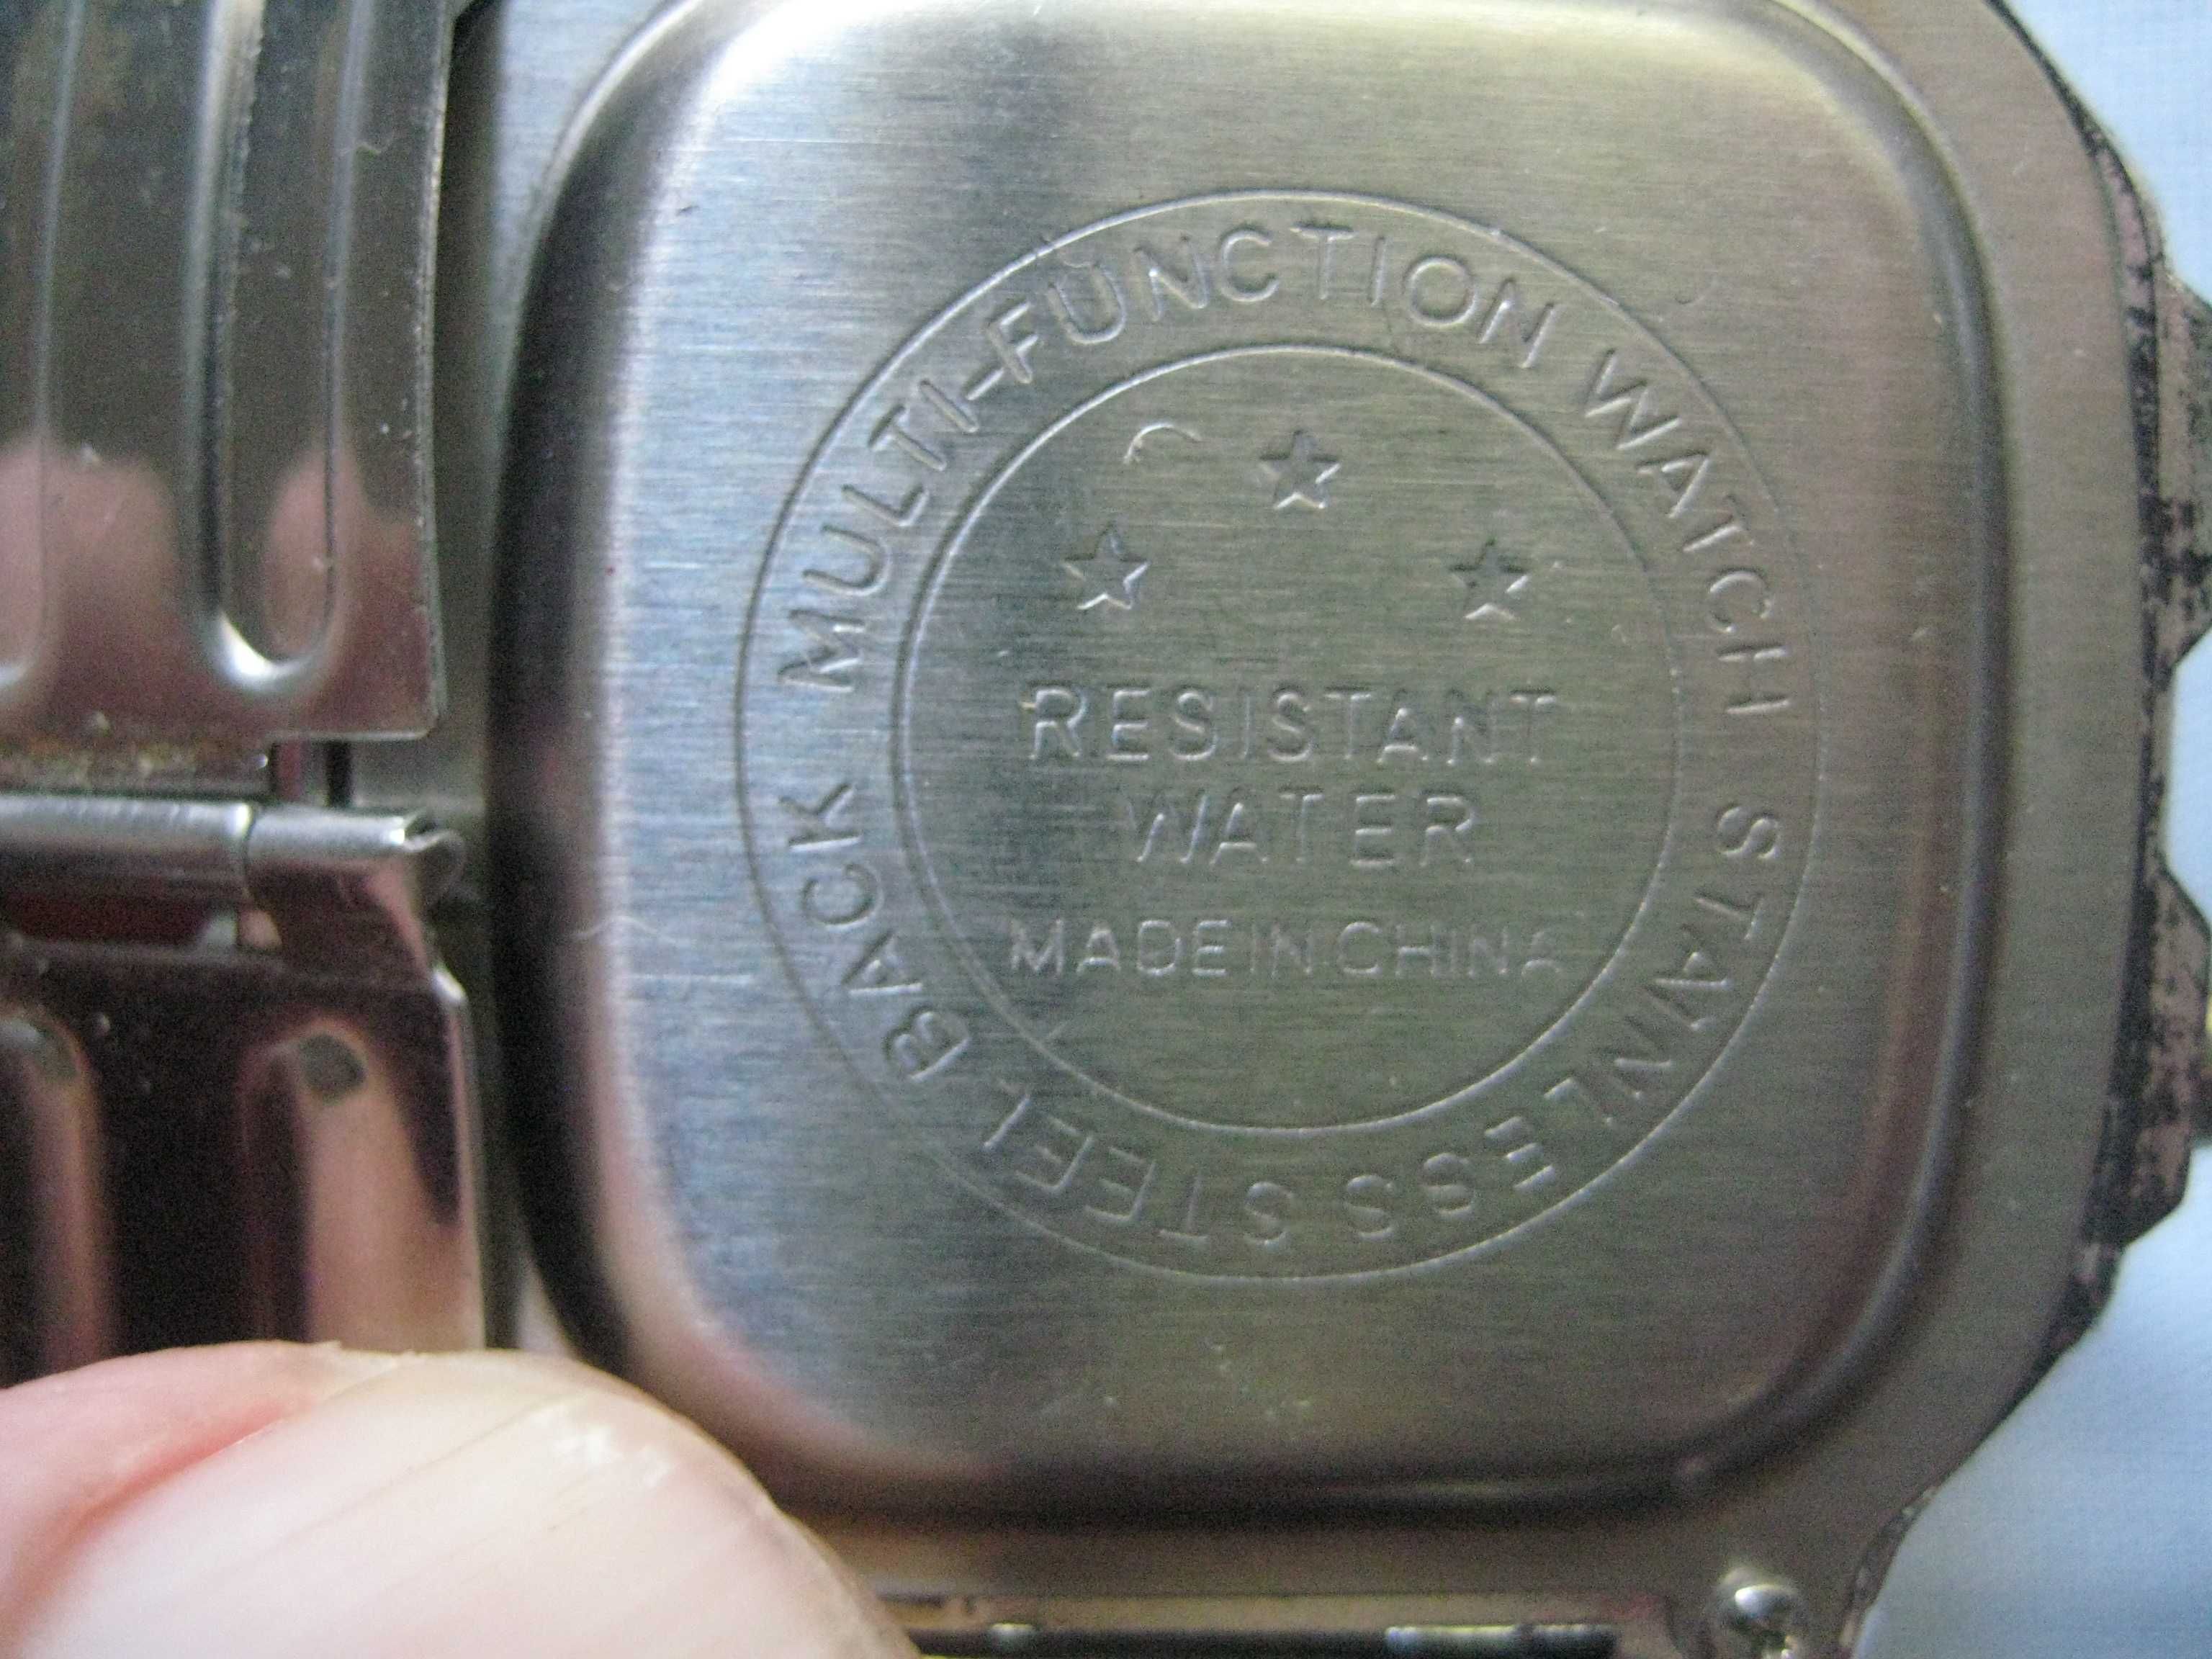 MULTI-FUNCTION WATCH STAINLESS STEEL BACK
RESISTANT
WATER
MADE IN CHINA